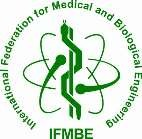 International Federation for Medical and Biological Engineering
IFMBE